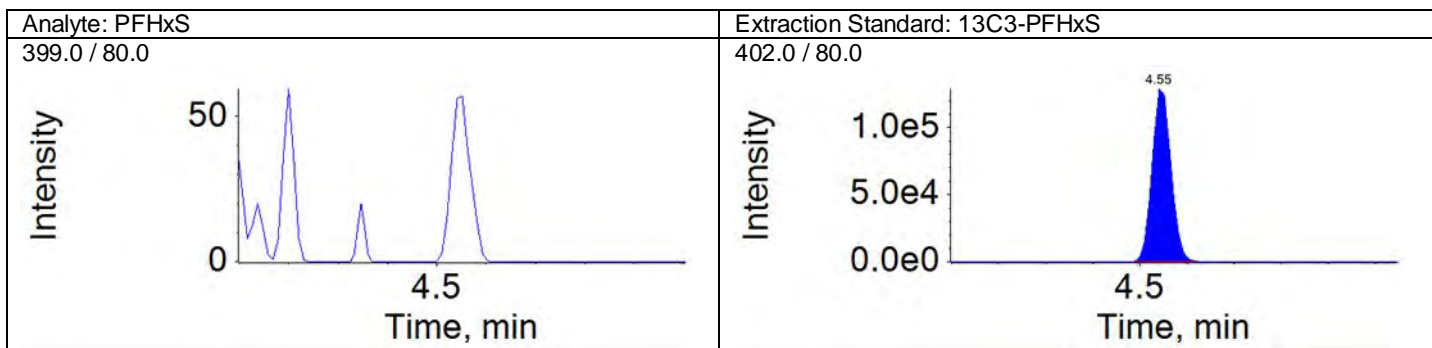 Analyte: PFHxS
Extraction Standard: 13C3-PFHxS
399.0 / 80.0
402.0 / 80.0
Intensity
50
0
4.5
Time, min
Intensity
4.55
1.0e5
5.0e4
0.0e0
4.5
Time, min